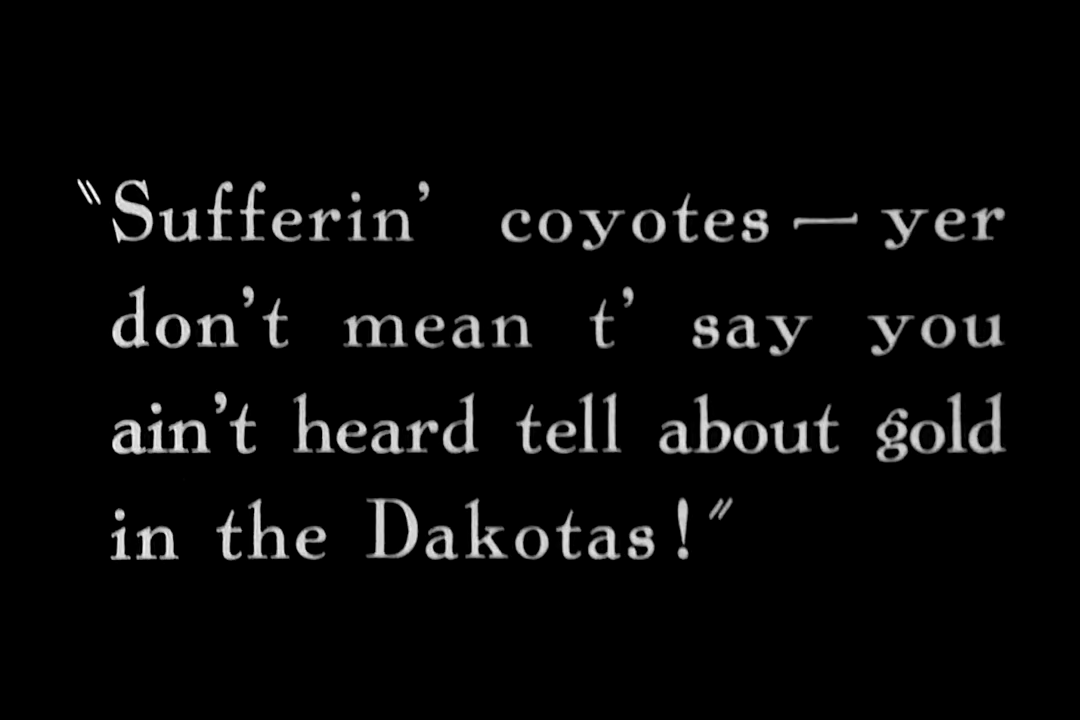 "Sufferin' coyotes — yer
don't mean t' say you
ain't heard tell about gold
in the Dakotas!"